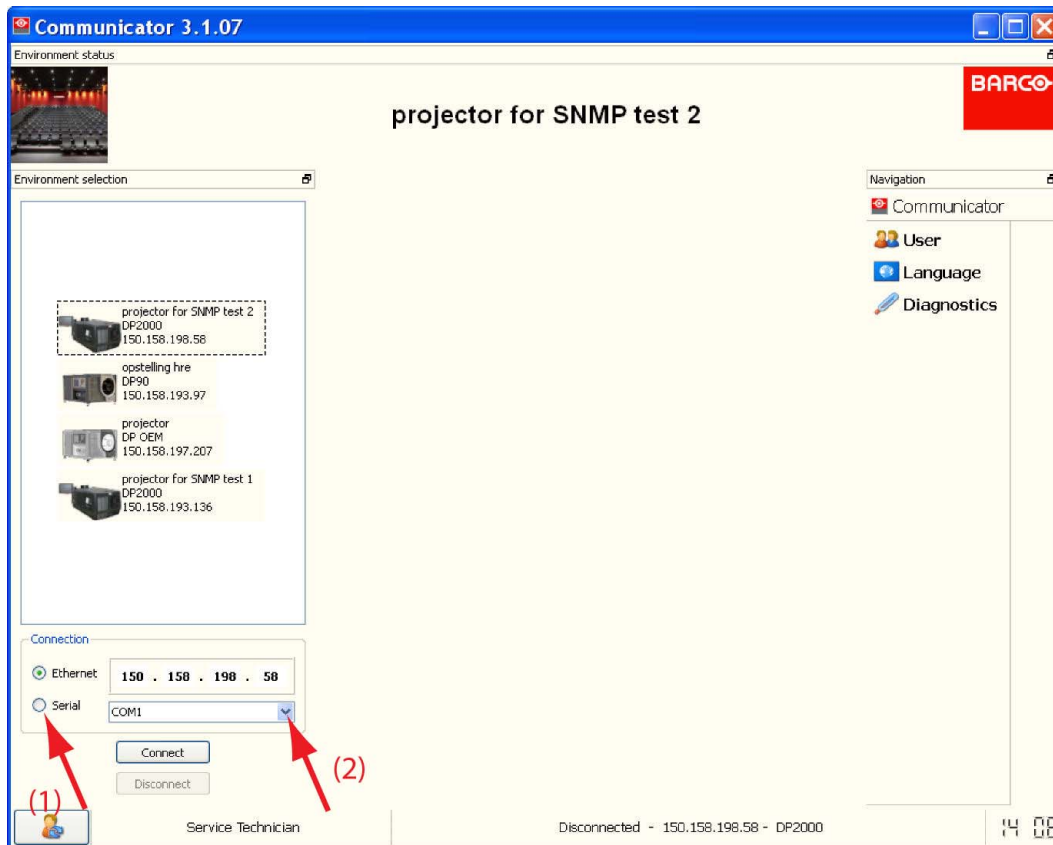 Communicator 3.1.07
Environment status
BARCO
projector for SNMP test 2
Environment selection
Navigation
Communicator
User
Language
Diagnostics
projector for SNMP test 2
DP2000
150.158.198.58
opstelling hre
DP90
150.158.193.97
projector
DP OEM
150.158.197.207
projector for SNMP test 1
DP2000
150.158.193.136
Connection
Ethernet 150 . 158 . 198 . 58
Serial COM1
Connect
(2)
Disconnect
(1)
Service Technician Disconnected - 150.158.198.58 - DP2000 14 08